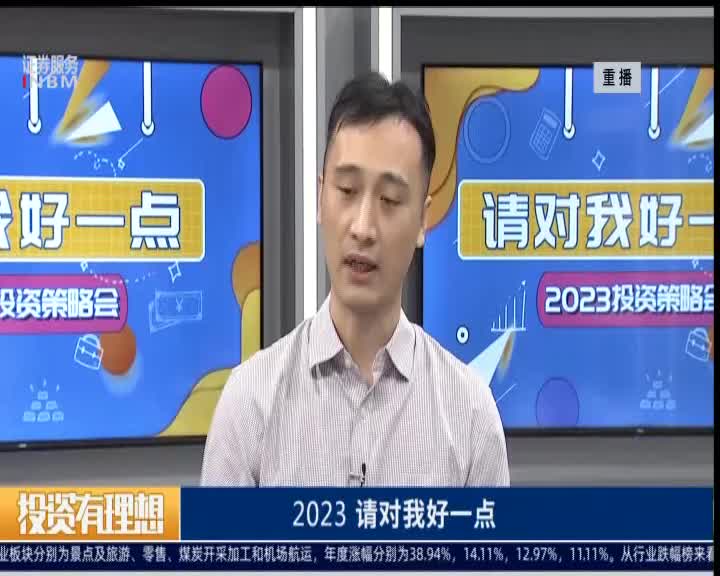 证券服务
NBM
重播
我好一点
投资策略会
请对我好一
2023投资策略会
投资有理想
2023 请对我好一点
业板块分别为景点及旅游、零售、煤炭开采加工和机场航运，年度涨幅分别为38.94%，14.11%，12.97%，11.11%。从行业跌幅榜来看